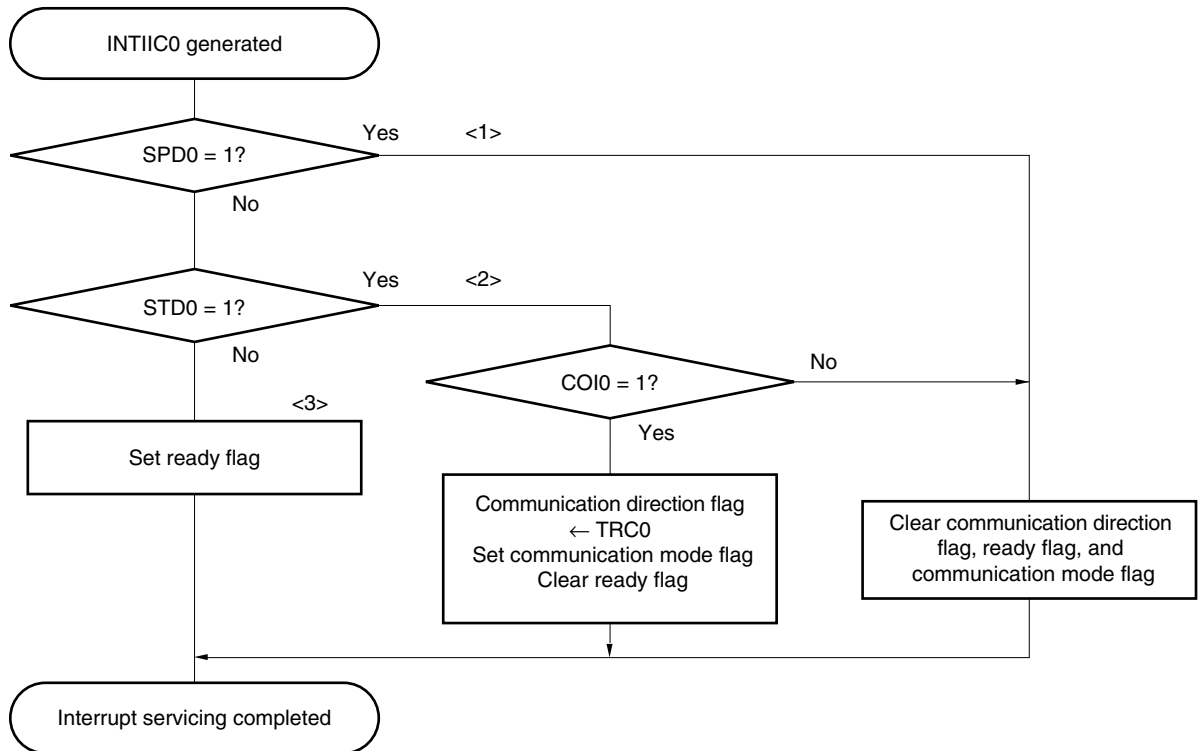 INTIIC0 generated
Yes
<1>
SPD0 = 1?
No
Yes
<2>
STD0 = 1?
No
No
COI0 = 1?
<3>
Yes
Set ready flag
Communication direction flag
← TRC0
Set communication mode flag
Clear ready flag
Clear communication direction
flag, ready flag, and
communication mode flag
Interrupt servicing completed